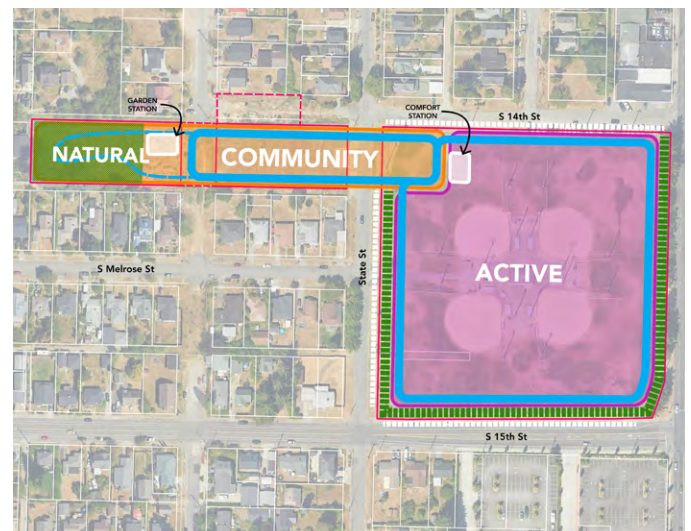 GARDEN
STATION
COMFORT
STATION
S 14th St
NATURAL
COMMUNITY
S Melrose St
State St
ACTIVE
S 15th St